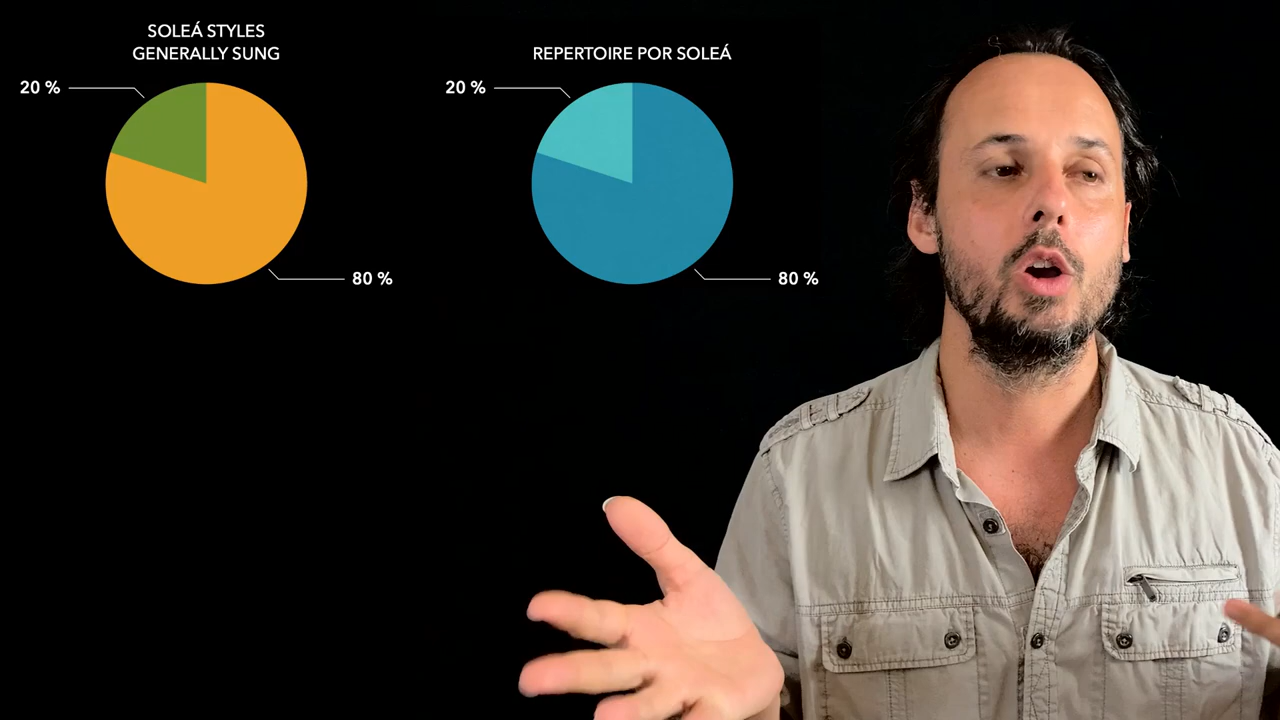 SOLEÁ STYLES
GENERALLY SUNG
20 %
80 %
REPERTOIRE POR SOLEÁ
20 %
80 %